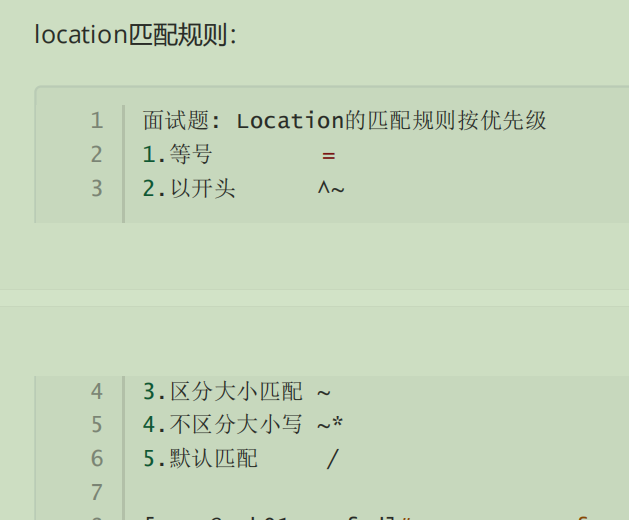 location匹配规则：
1 面试题: Location的匹配规则按优先级
2 1.等号 =
3 2.以开头 ^~
4 3.区分大小匹配 ~
5 4.不区分大小写 ~*
6 5.默认匹配 /
7